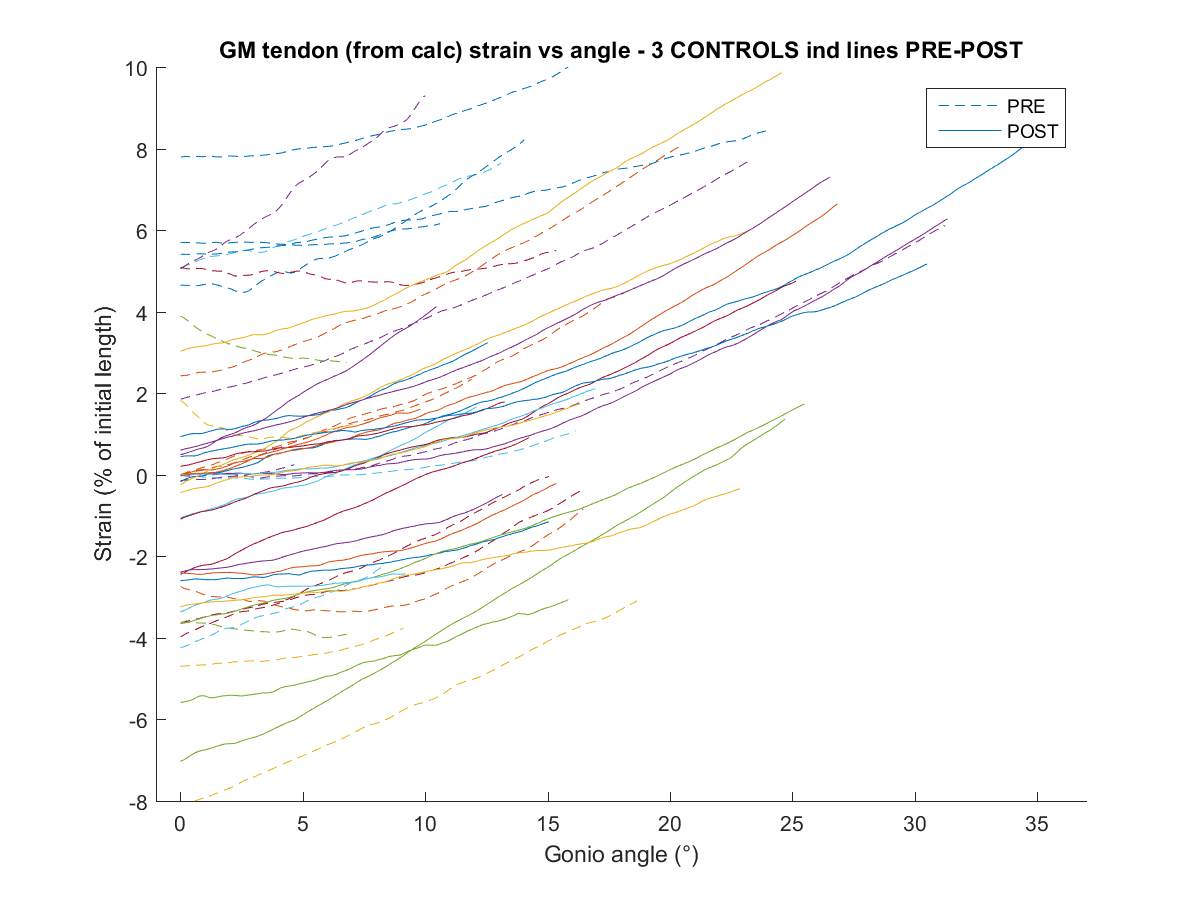 GM tendon (from calc) strain vs angle - 3 CONTROLS ind lines PRE-POST
PRE
POST
10
8
6
4
2
0
-2
-4
-6
-8
Strain (% of initial length)
0 5 10 15 20 25 30 35
Gonio angle (°)